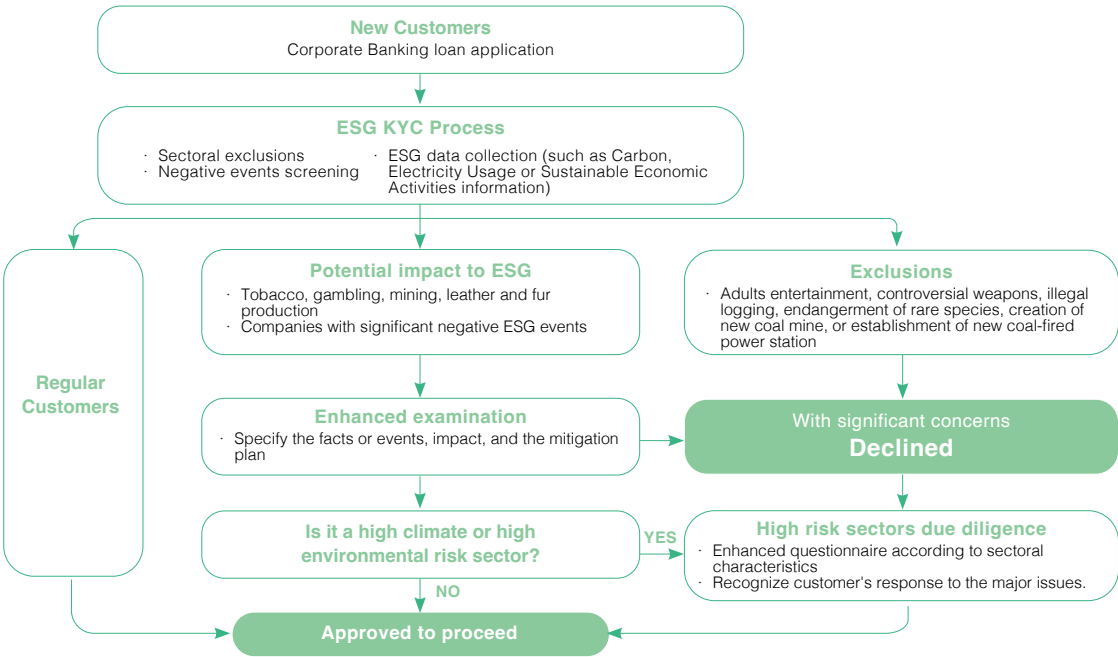 New Customers
Corporate Banking loan application
ESG KYC Process
· Sectoral exclusions
· Negative events screening
· ESG data collection (such as Carbon,
Electricity Usage or Sustainable Economic
Activities information)
Regular
Customers
Potential impact to ESG
· Tobacco, gambling, mining, leather and fur
production
· Companies with significant negative ESG events
Exclusions
· Adults entertainment, controversial weapons, illegal
logging, endangerment of rare species, creation of
new coal mine, or establishment of new coal-fired
power station
Enhanced examination
· Specify the facts or events, impact, and the mitigation
plan
With significant concerns
Declined
Is it a high climate or high
environmental risk sector?
YES
NO
High risk sectors due diligence
· Enhanced questionnaire according to sectoral
characteristics
· Recognize customer's response to the major issues.
Approved to proceed